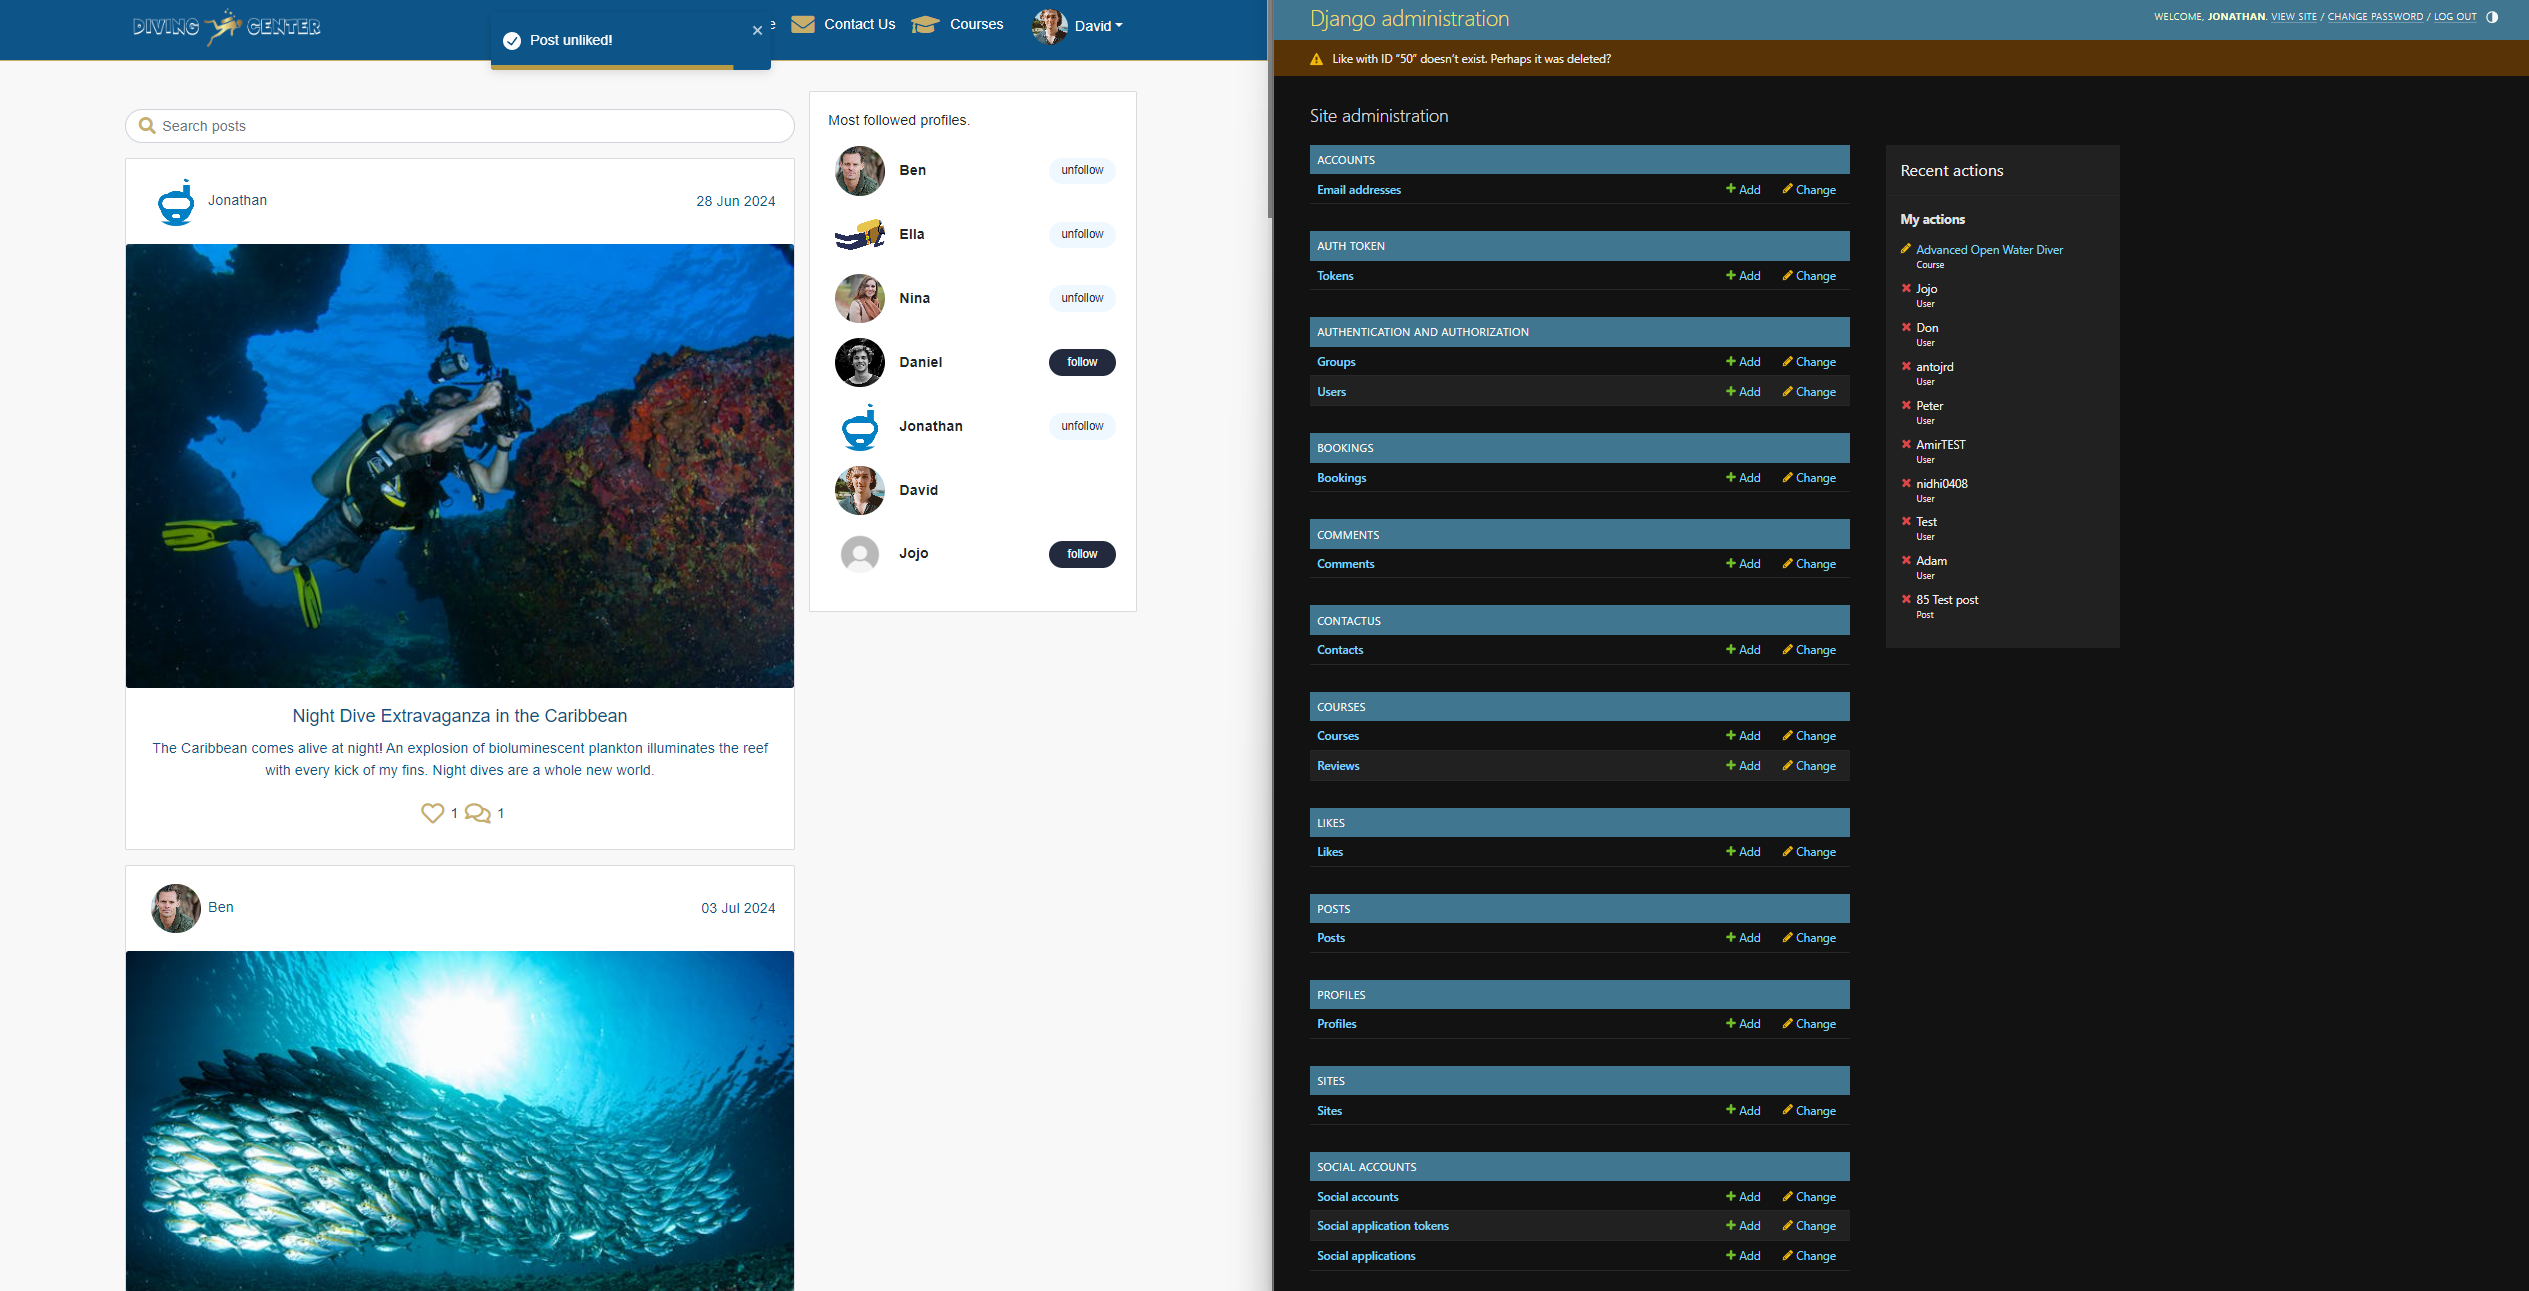 DIVING CENTER
Post unliked!
e
Contact Us
Courses
David
Search posts
Jonathan
28 Jun 2024
Night Dive Extravaganza in the Caribbean
The Caribbean comes alive at night! An explosion of bioluminescent plankton illuminates the reef
with every kick of my fins. Night dives are a whole new world.
1 1
Ben
03 Jul 2024
Most followed profiles.
Ben unfollow
Ella unfollow
Nina unfollow
Daniel follow
Jonathan unfollow
David
Jojo follow
Django administration
WELCOME, JONATHAN. VIEW SITE / CHANGE PASSWORD / LOG OUT
Like with ID “50” doesn’t exist. Perhaps it was deleted?
Site administration
ACCOUNTS
Email addresses Add Change
AUTH TOKEN
Tokens Add Change
AUTHENTICATION AND AUTHORIZATION
Groups Add Change
Users Add Change
BOOKINGS
Bookings Add Change
COMMENTS
Comments Add Change
CONTACTUS
Contacts Add Change
COURSES
Courses Add Change
Reviews Add Change
LIKES
Likes Add Change
POSTS
Posts Add Change
PROFILES
Profiles Add Change
SITES
Sites Add Change
SOCIAL ACCOUNTS
Social accounts Add Change
Social application tokens Add Change
Social applications Add Change
Recent actions
My actions
Advanced Open Water Diver
Course
Jojo
User
Don
User
antojrd
User
Peter
User
AmirTEST
User
nidhi0408
User
Test
User
Adam
User
85 Test post
Post